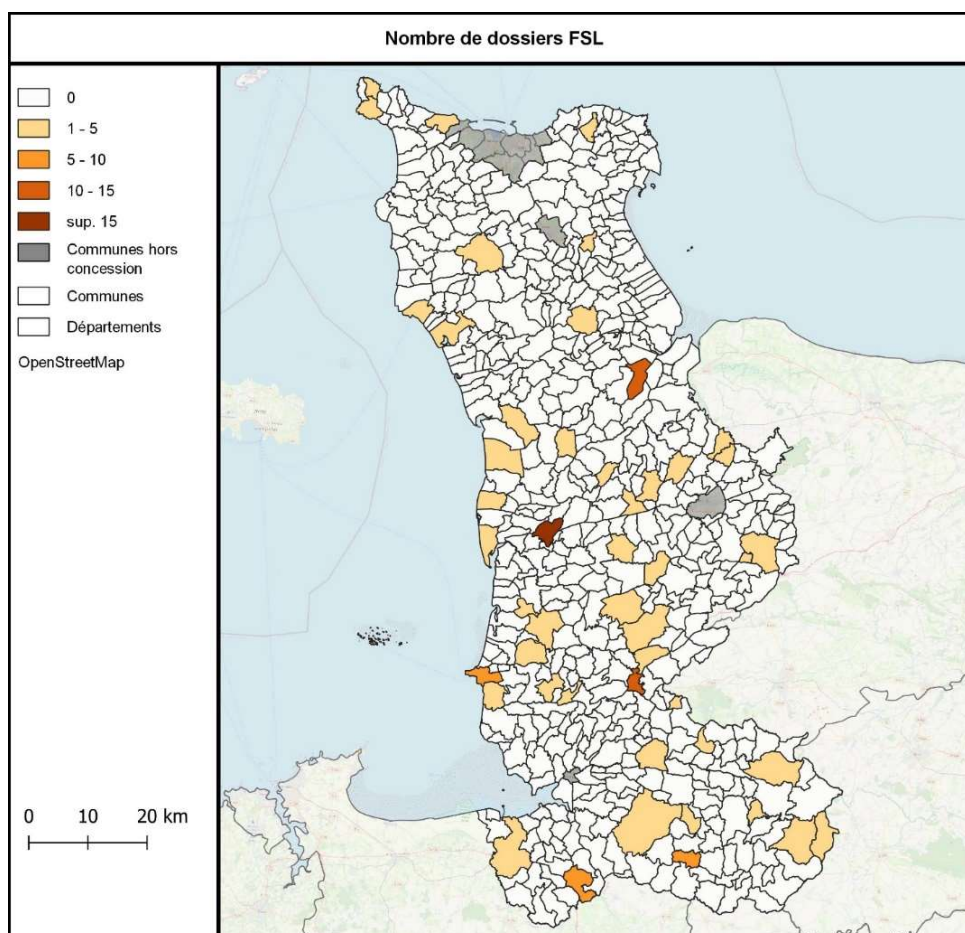 Nombre de dossiers FSL
0
1 - 5
5 - 10
10 - 15
sup. 15
Communes hors
concession
Communes
Départements
OpenStreetMap
0 10 20 km